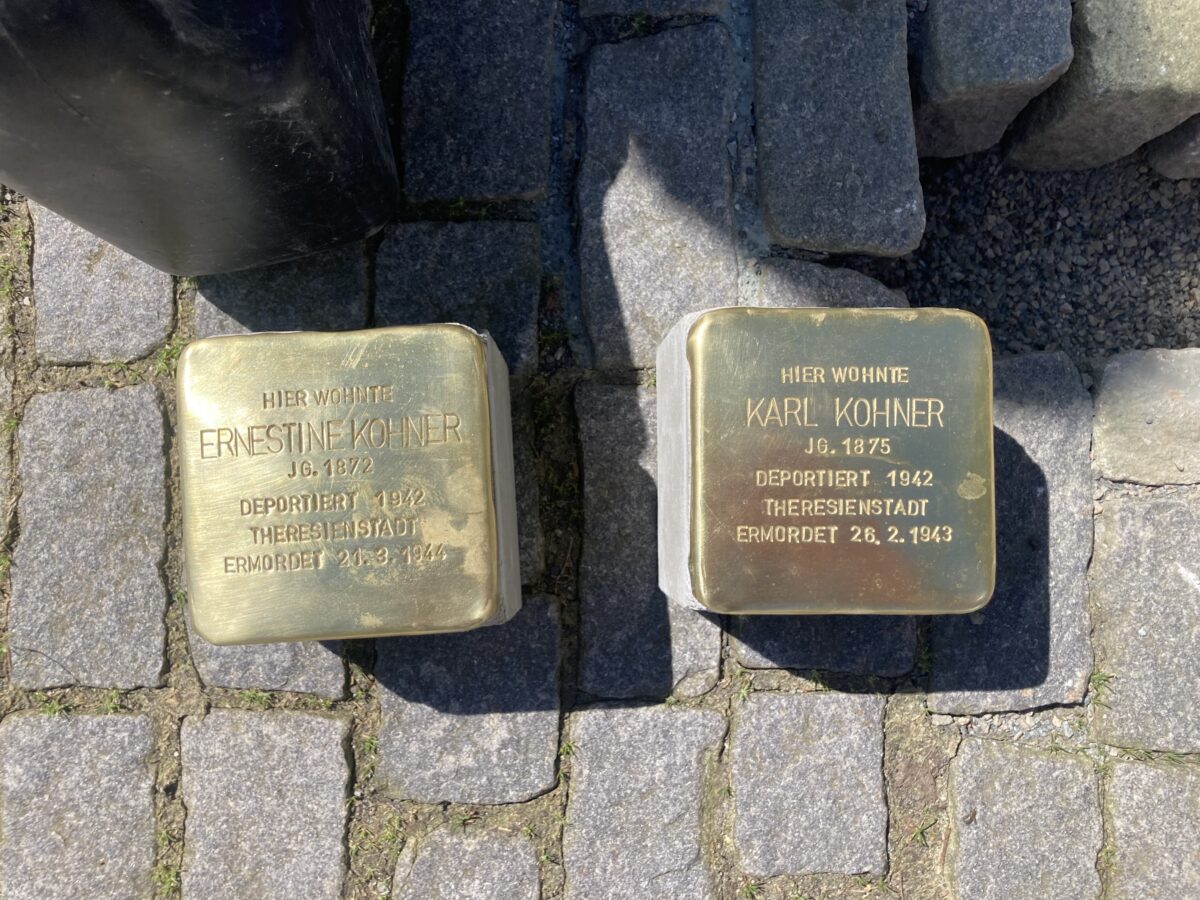 HIER WOHNTE
ERNESTINE KOHNER
JG. 1872
DEPORTIERT 1942
THERESIENSTADT
ERMORDET 21.3.1944
HIER WOHNTE
KARL KOHNER
JG. 1875
DEPORTIERT 1942
THERESIENSTADT
ERMORDET 26.2.1943